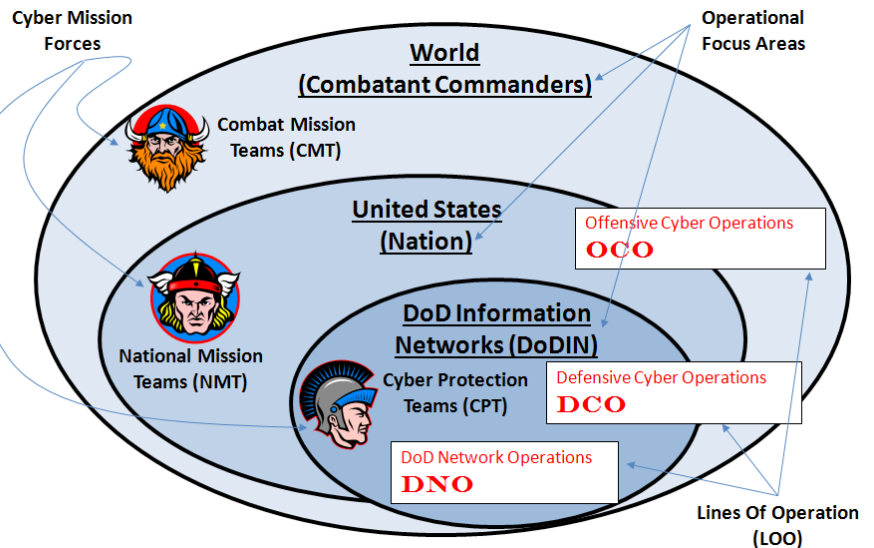 Cyber Mission
Forces
Operational
Focus Areas
World
(Combatant Commanders)
Combat Mission
Teams (CMT)
United States
(Nation)
Offensive Cyber Operations
OCO
National Mission
Teams (NMT)
DoD Information
Networks (DoDIN)
Cyber Protection
Teams (CPT)
Defensive Cyber Operations
DCO
DoD Network Operations
DNO
Lines Of Operation
(LOO)